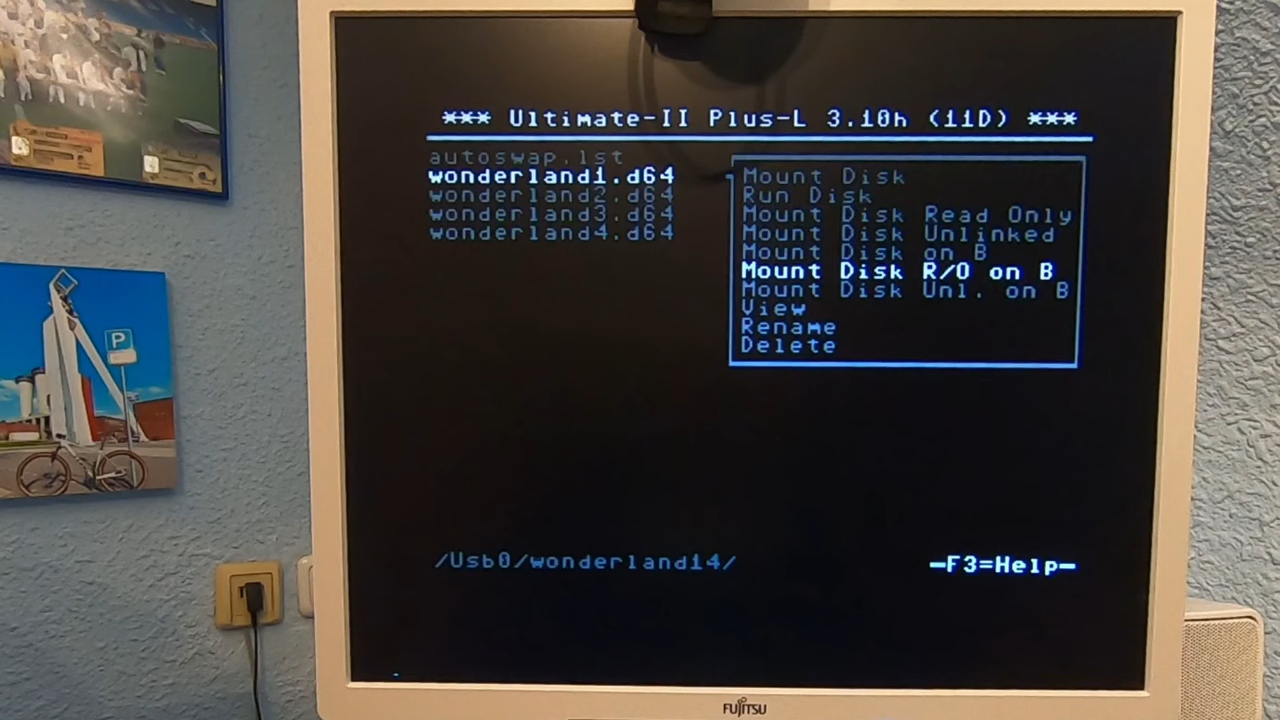 *** Ultimate-II Plus-L 3.10h (11D) ***
autoswap.lst
wonderland1.d64
wonderland2.d64
wonderland3.d64
wonderland4.d64
Mount Disk
Run Disk
Mount Disk Read Only
Mount Disk Unlinked
Mount Disk on B
Mount Disk R/O on B
Mount Disk Unl. on B
View
Rename
Delete
/Usb0/wonderland14/
-F3=Help-
FUJITSU
P